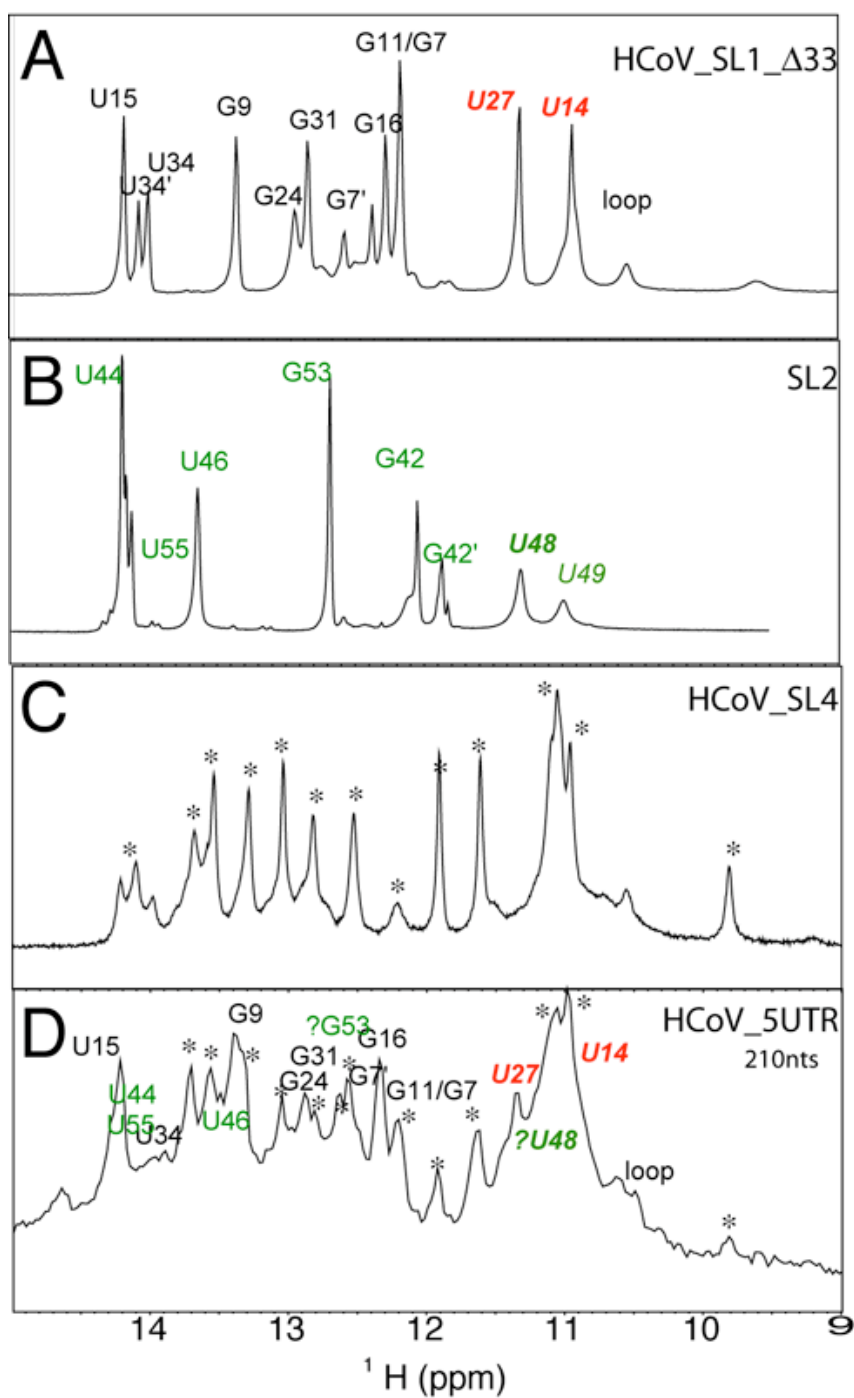 A
HCoV_SL1_Δ33
G11/G7
U27
U14
U15
G9
G31
G16
U34
U34'
G24
G7'
loop
B
SL2
U44
G53
U46
G42
U55
G42'
U48
U49
C
HCoV_SL4
* * * * * * * * * * * * *
D
HCoV_5UTR
210nts
?G53
G9
G16
U15
G31
U14
U27
G24
G7'
U44
G11/G7
U55
U46
?U48
U34
loop
* * * * * * * * * * * * *
14 13 12 11 10 9
¹ H (ppm)